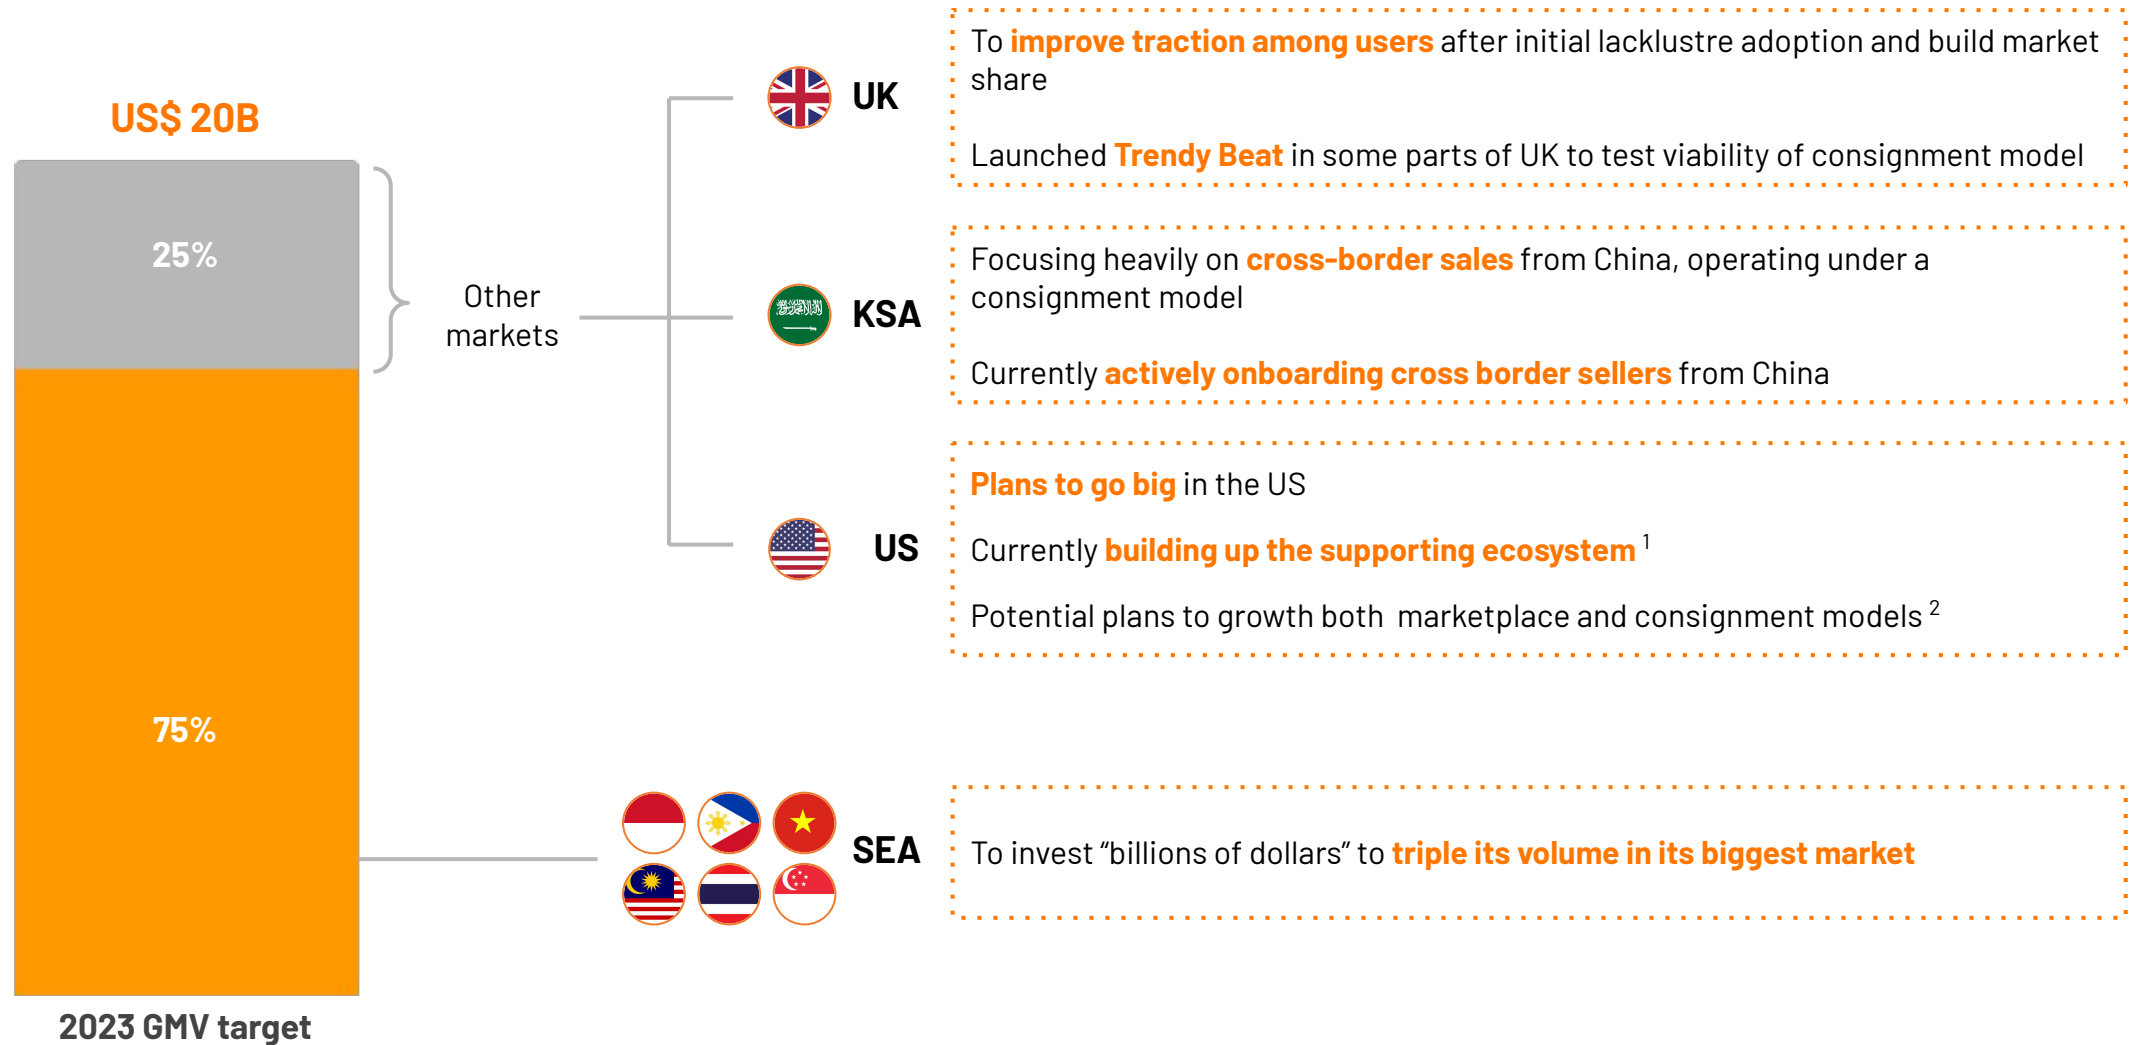 US$ 20B
25%
75%
2023 GMV target
Other
markets
UK
To improve traction among users after initial lacklustre adoption and build market
share
Launched Trendy Beat in some parts of UK to test viability of consignment model
KSA
Focusing heavily on cross-border sales from China, operating under a
consignment model
Currently actively onboarding cross border sellers from China
US
Plans to go big in the US
Currently building up the supporting ecosystem 1
Potential plans to growth both marketplace and consignment models 2
SEA
To invest “billions of dollars” to triple its volume in its biggest market